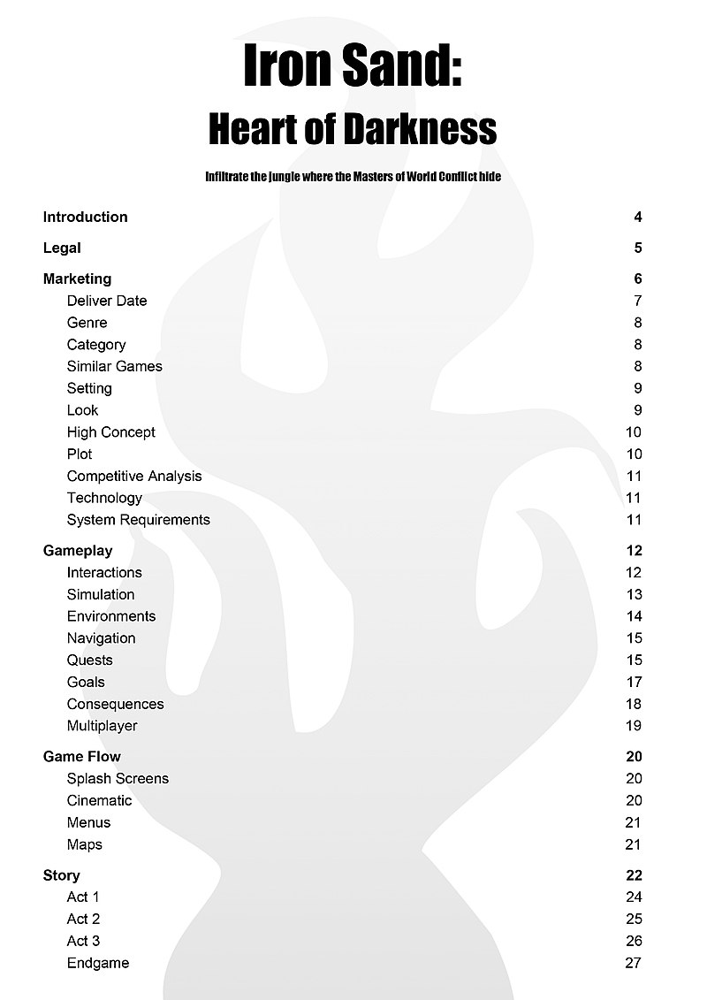 Iron Sand:
Heart of Darkness
Infiltrate the jungle where the Masters of World Conflict hide
Introduction 4
Legal 5
Marketing 6
Deliver Date 7
Genre 8
Category 8
Similar Games 8
Setting 9
Look 9
High Concept 10
Plot 10
Competitive Analysis 11
Technology 11
System Requirements 11
Gameplay 12
Interactions 12
Simulation 13
Environments 14
Navigation 15
Quests 15
Goals 17
Consequences 18
Multiplayer 19
Game Flow 20
Splash Screens 20
Cinematic 20
Menus 21
Maps 21
Story 22
Act 1 24
Act 2 25
Act 3 26
Endgame 27